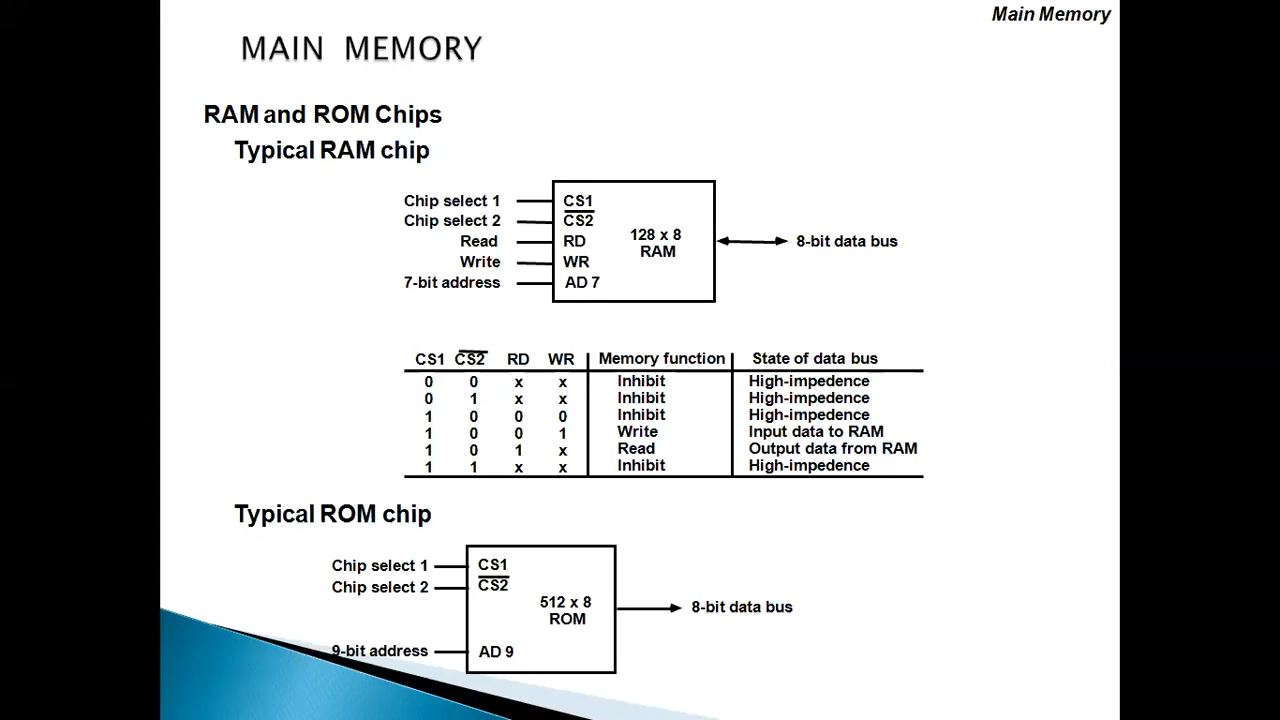 Main Memory
MAIN MEMORY
RAM and ROM Chips
Typical RAM chip
Chip select 1 CS1
Chip select 2 CS2
Read RD
Write WR
7-bit address AD 7
128 x 8
RAM
8-bit data bus
CS1 CS2 RD WR Memory function State of data bus
0 0 x x Inhibit High-impedence
0 1 x x Inhibit High-impedence
1 0 0 0 Inhibit High-impedence
1 0 0 1 Write Input data to RAM
1 0 1 x Read Output data from RAM
1 1 x x Inhibit High-impedence
Typical ROM chip
Chip select 1 CS1
Chip select 2 CS2
512 x 8
ROM
8-bit data bus
9-bit address AD 9